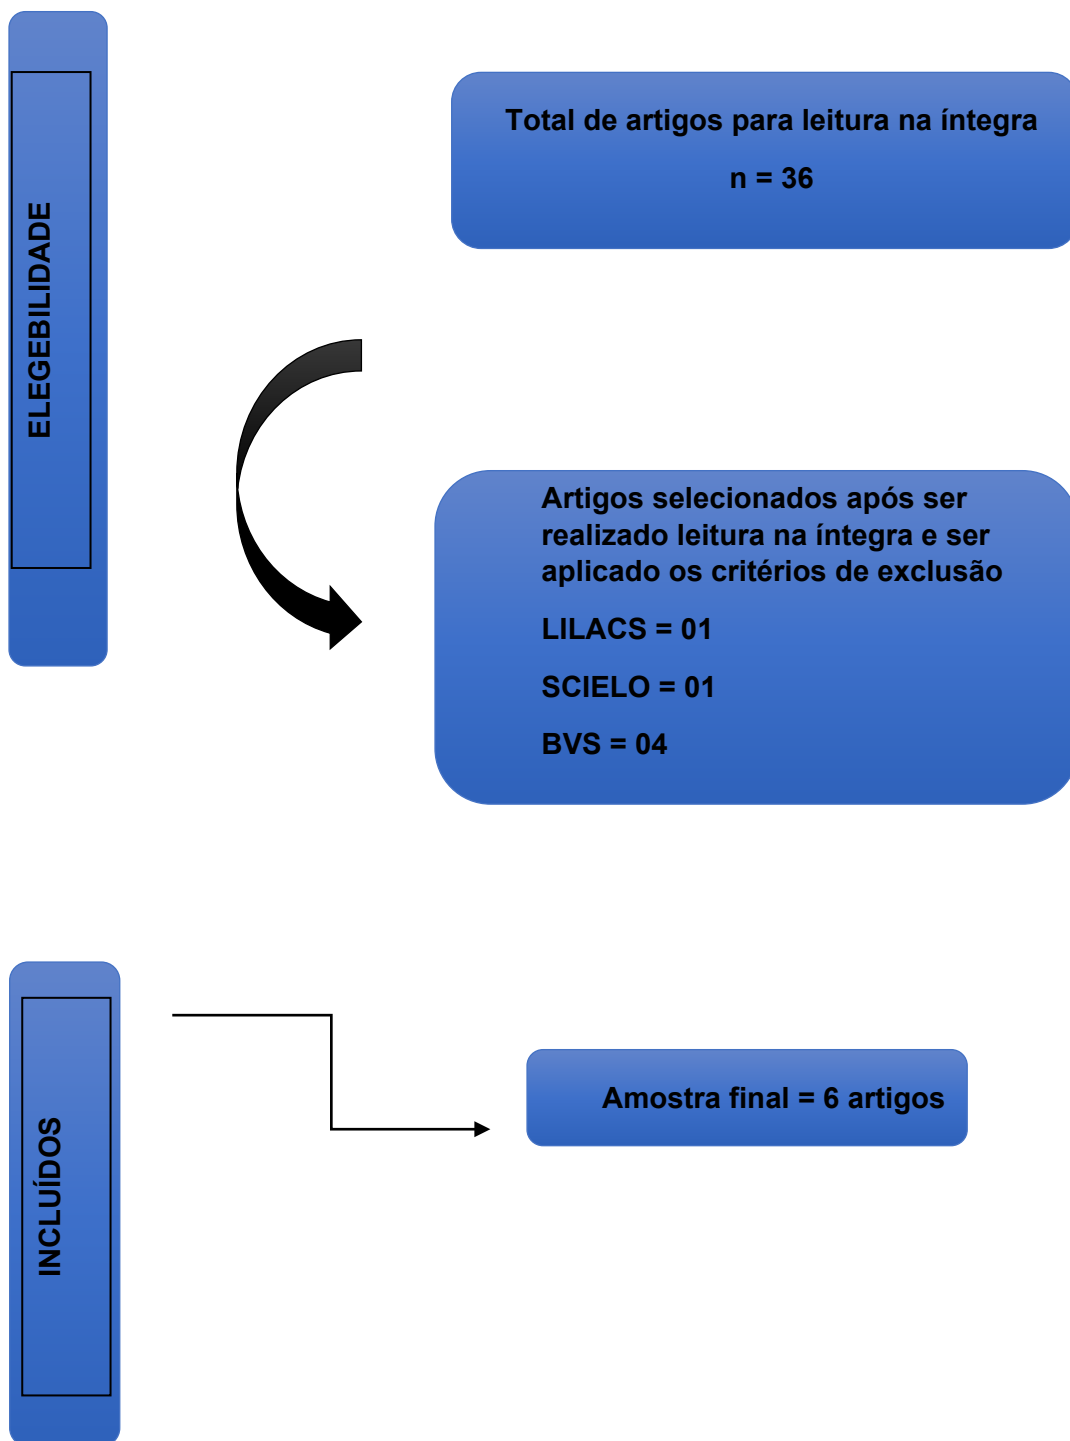 ELEGEBILIDADE
Total de artigos para leitura na íntegra
n = 36
Artigos selecionados após ser
realizado leitura na íntegra e ser
aplicado os critérios de exclusão
LILACS = 01
SCIELO = 01
BVS = 04
INCLUÍDOS
Amostra final = 6 artigos